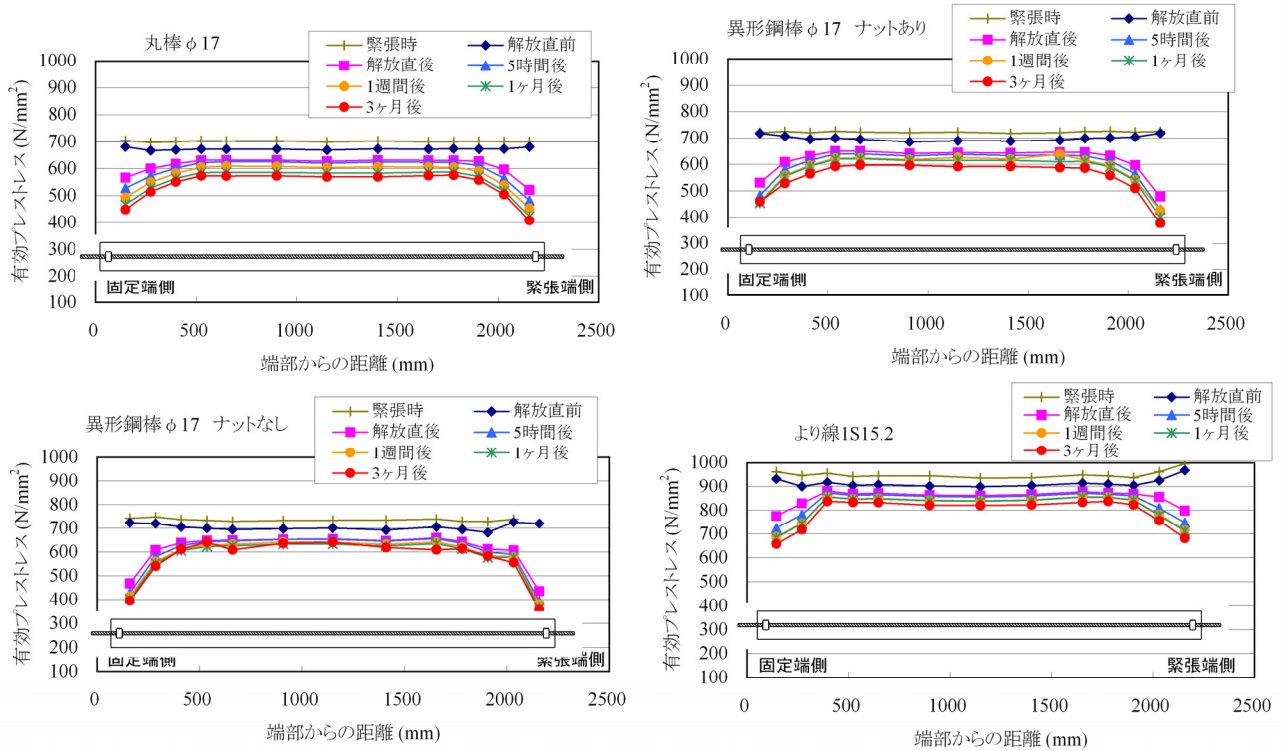 丸棒φ17
緊張時 解放直前
解放直後 5時間後
1週間後 1ヶ月後
3ヶ月後
有効プレストレス (N/mm²)
1000
900
800
700
600
500
400
300
200
100
固定端側 緊張端側
0 500 1000 1500 2000 2500
端部からの距離 (mm)
異形鋼棒φ17 ナットあり
緊張時 解放直前
解放直後 5時間後
1週間後 1ヶ月後
3ヶ月後
有効プレストレス (N/mm²)
1000
900
800
700
600
500
400
300
200
100
固定端側 緊張端側
0 500 1000 1500 2000 2500
端部からの距離 (mm)
異形鋼棒φ17 ナットなし
緊張時 解放直前
解放直後 5時間後
1週間後 1ヶ月後
3ヶ月後
有効プレストレス (N/mm²)
1000
900
800
700
600
500
400
300
200
100
固定端側 緊張端側
0 500 1000 1500 2000 2500
端部からの距離 (mm)
より線1S15.2
緊張時 解放直前
解放直後 5時間後
1週間後 1ヶ月後
3ヶ月後
有効プレストレス (N/mm²)
1000
900
800
700
600
500
400
300
200
100
固定端側 緊張端側
0 500 1000 1500 2000 2500
端部からの距離 (mm)